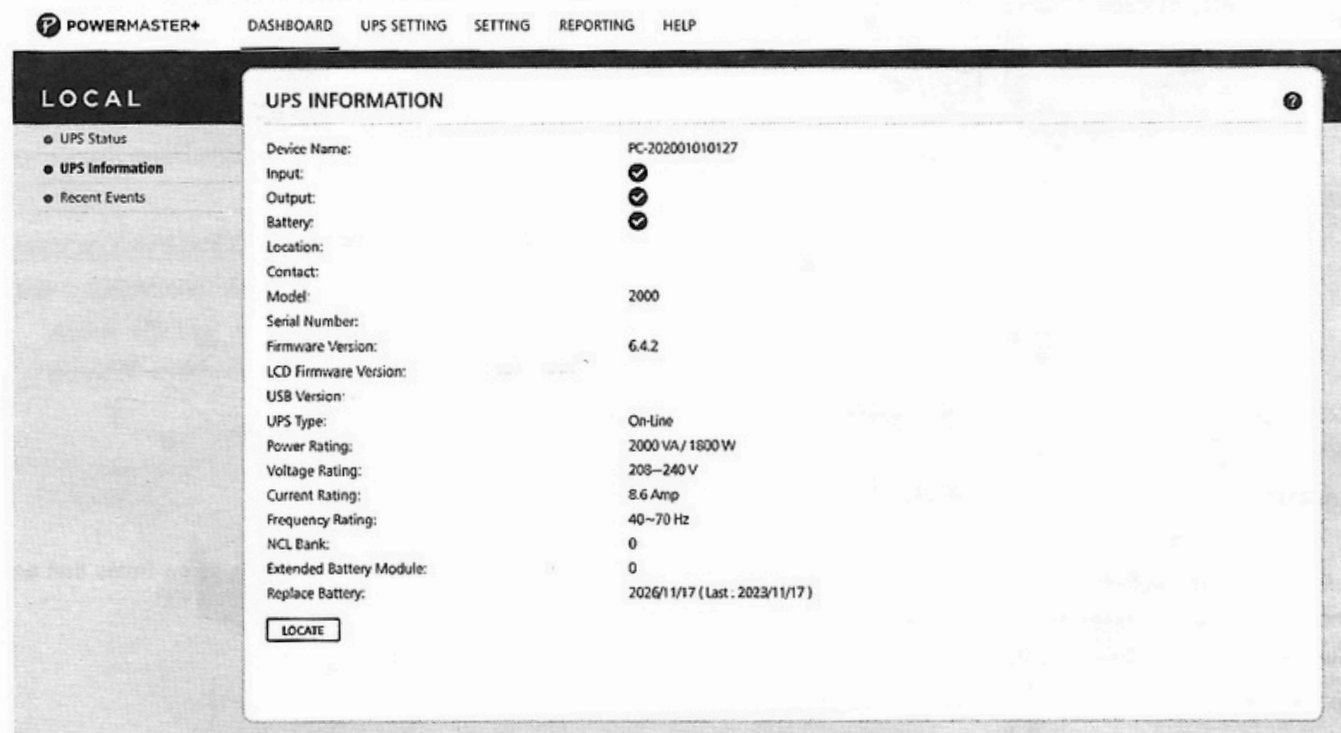 POWERMASTER+ DASHBOARD UPS SETTING SETTING REPORTING HELP
LOCAL
UPS Status
UPS Information
Recent Events
UPS INFORMATION
Device Name: PC-202001010127
Input:
Output:
Battery:
Location:
Contact:
Model: 2000
Serial Number:
Firmware Version: 6.4.2
LCD Firmware Version:
USB Version:
UPS Type: On-Line
Power Rating: 2000 VA / 1800 W
Voltage Rating: 208~240 V
Current Rating: 8.6 Amp
Frequency Rating: 40~70 Hz
NCL Bank: 0
Extended Battery Module: 0
Replace Battery: 2026/11/17 ( Last : 2023/11/17 )
LOCATE